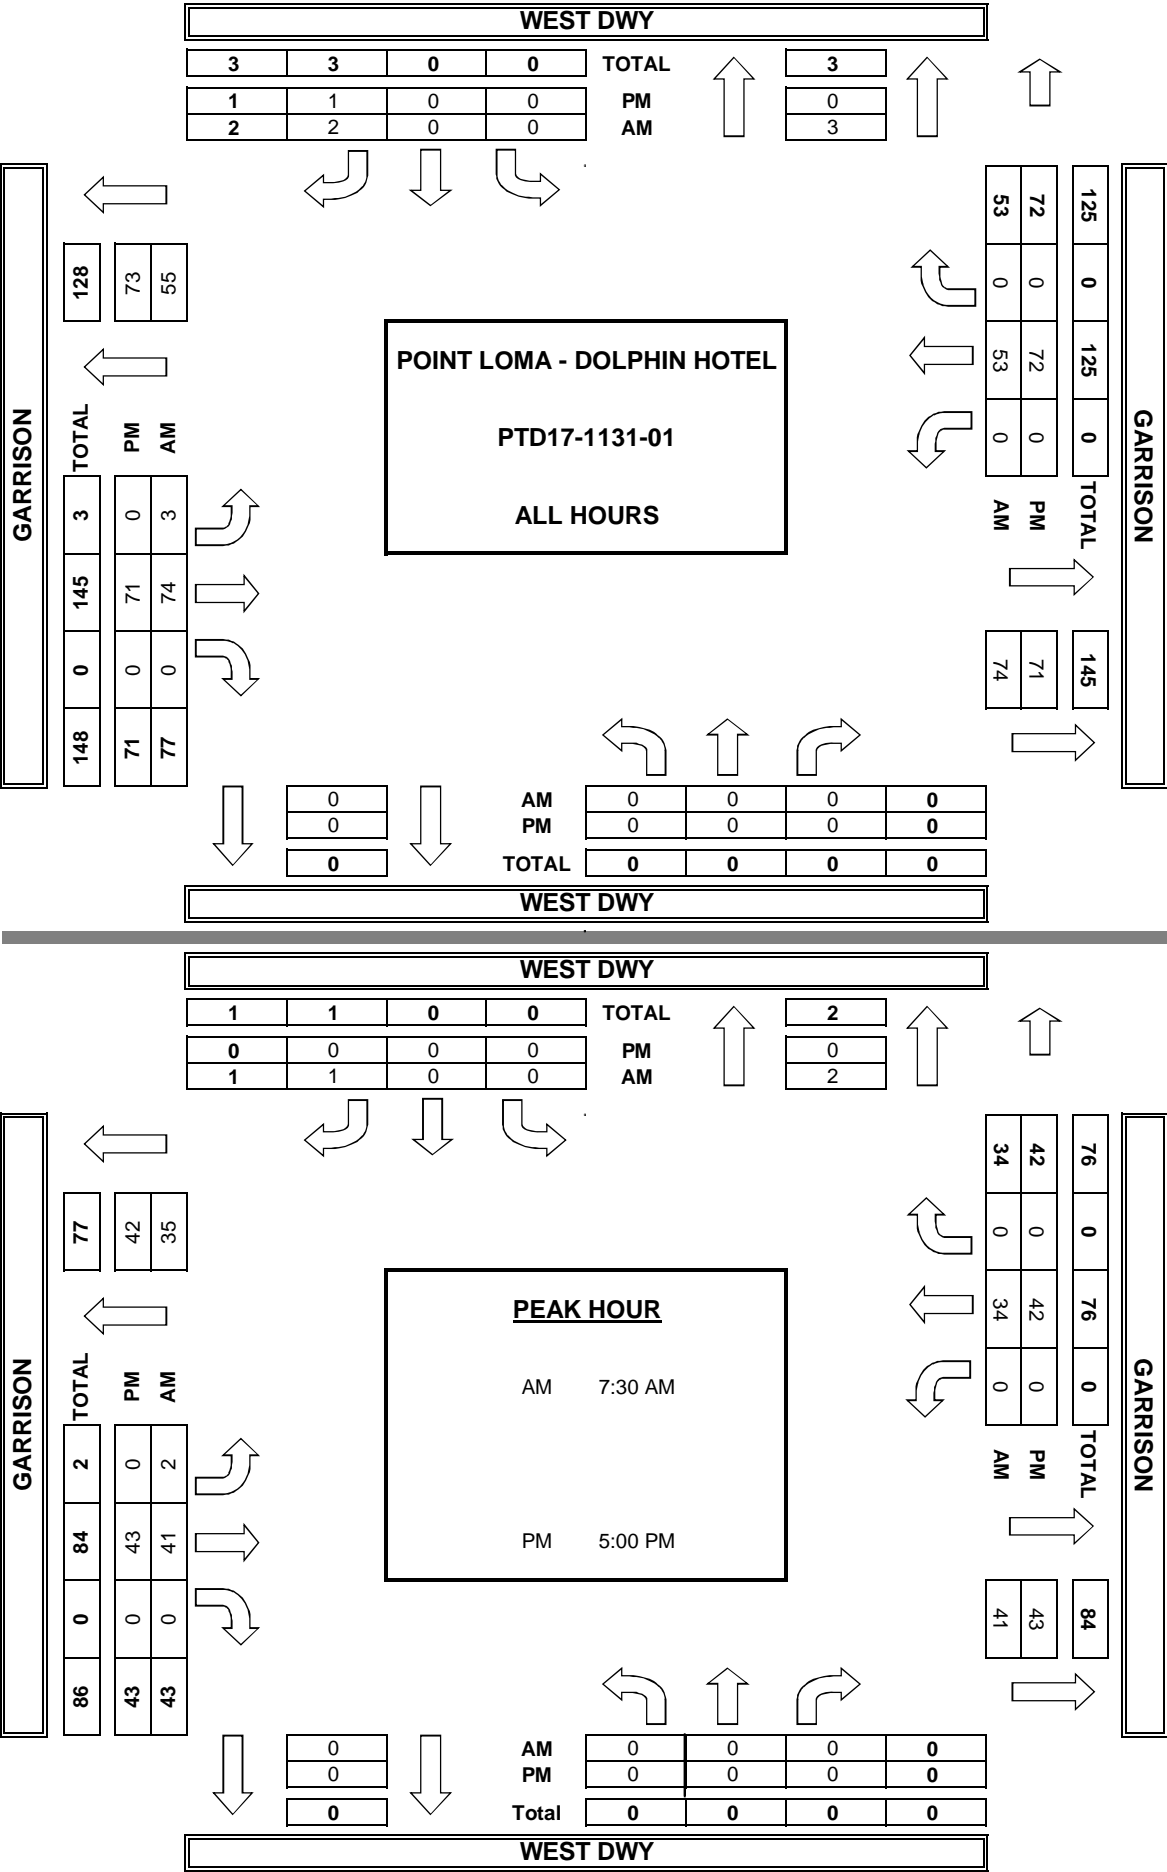 WEST DWY
3 3 0 0 TOTAL 3
1 1 0 0 PM 0
2 2 0 0 AM 3
GARRISON
128 73 55
TOTAL PM AM
3 0 3
145 71 74
0 0 0
148 71 77
POINT LOMA - DOLPHIN HOTEL
PTD17-1131-01
ALL HOURS
53 72 125
0 0 0
53 72 125
0 0 0
AM PM TOTAL
74 71 145
GARRISON
0 AM 0 0 0 0
0 PM 0 0 0 0
0 TOTAL 0 0 0 0
WEST DWY
WEST DWY
1 1 0 0 TOTAL 2
0 0 0 0 PM 0
1 1 0 0 AM 2
GARRISON
77 42 35
TOTAL PM AM
2 0 2
84 43 41
0 0 0
86 43 43
PEAK HOUR
AM 7:30 AM
PM 5:00 PM
34 42 76
0 0 0
34 42 76
0 0 0
AM PM TOTAL
41 43 84
GARRISON
0 AM 0 0 0 0
0 PM 0 0 0 0
0 Total 0 0 0 0
WEST DWY